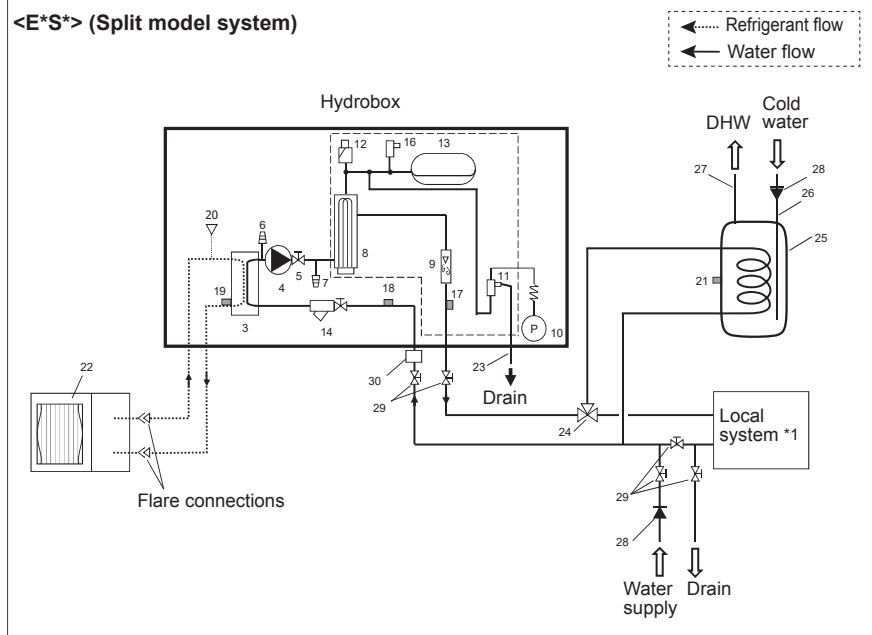 <E*S*> (Split model system)
Refrigerant flow
Water flow
Hydrobox
DHW
Cold
water
12
16
13
27
28
26
20
6
8
9
25
5
4
7
11
21
19
18
17
3
14
P
10
22
30
23
29
Drain
24
Local
system *1
Flare connections
29
28
Water
supply
Drain